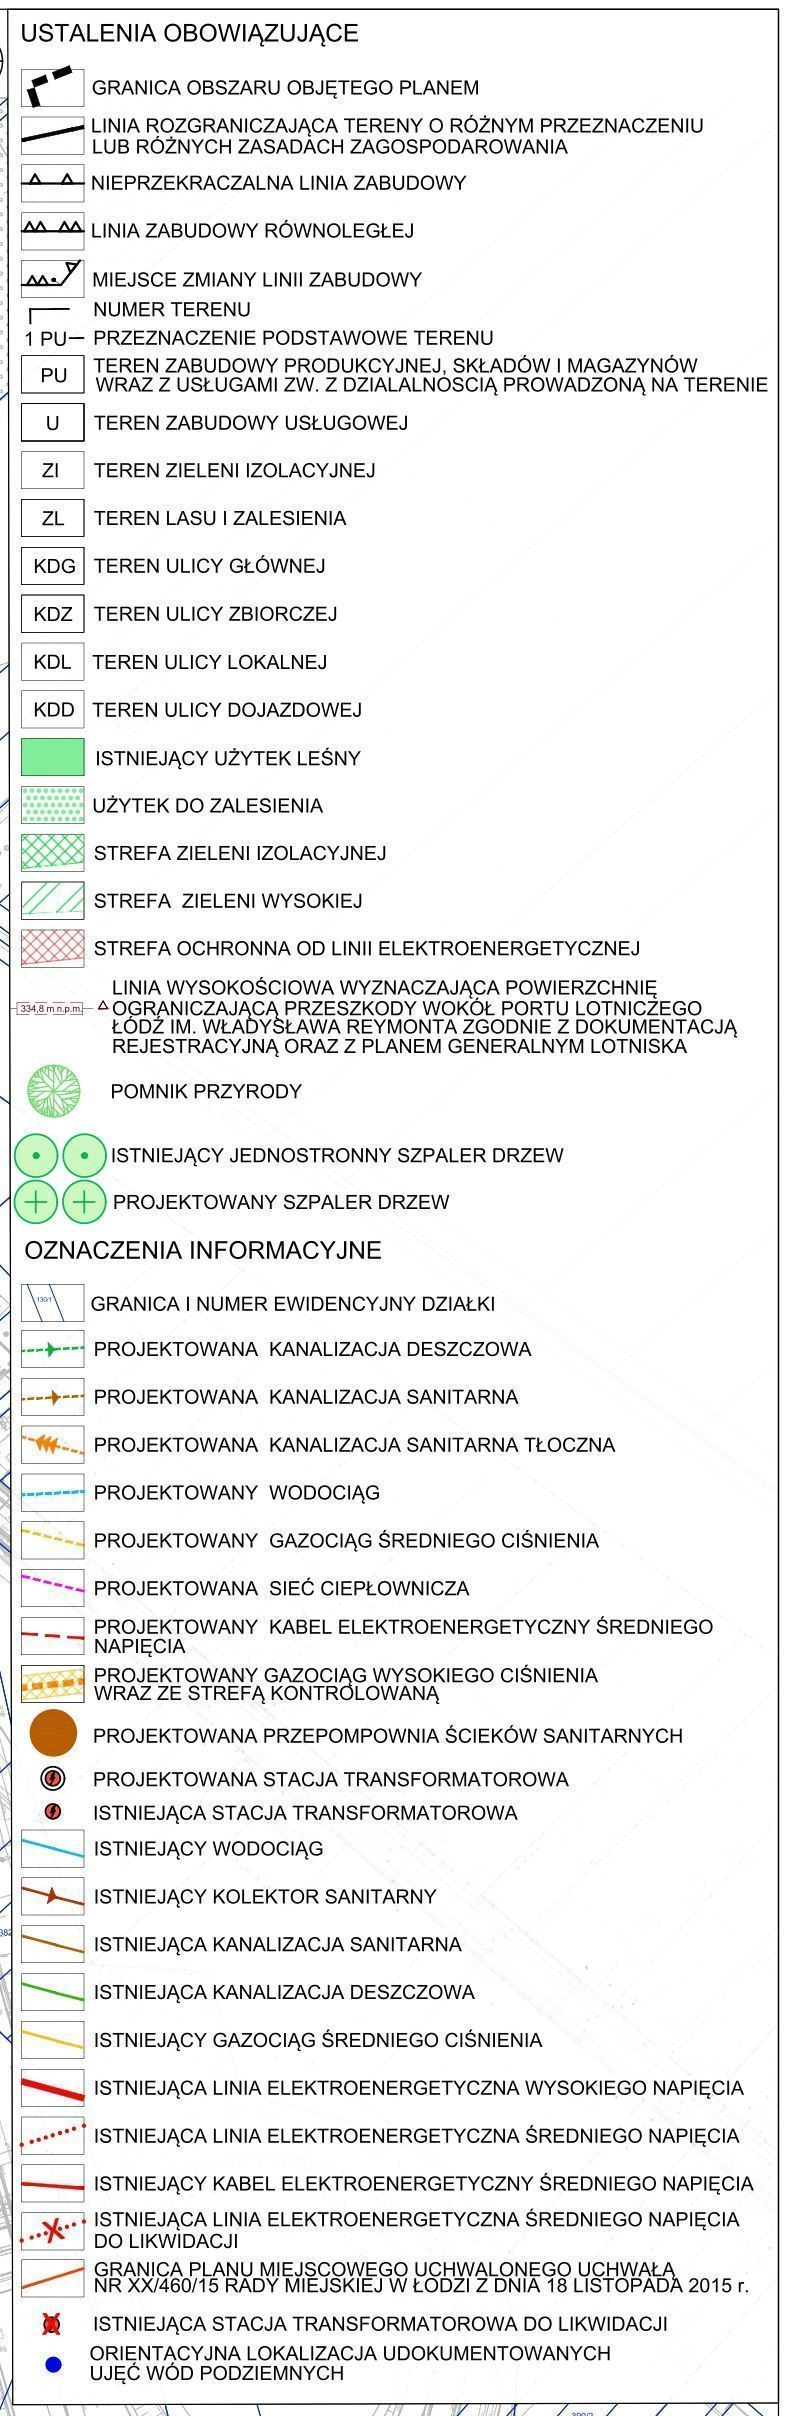 USTALENIA OBOWIĄZUJĄCE
GRANICA OBSZARU OBJĘTEGO PLANEM
LINIA ROZGRANICZAJĄCA TERENY O RÓŻNYM PRZEZNACZENIU
LUB RÓŻNYCH ZASADACH ZAGOSPODAROWANIA
NIEPRZEKRACZALNA LINIA ZABUDOWY
LINIA ZABUDOWY RÓWNOLEGŁEJ
MIEJSCE ZMIANY LINII ZABUDOWY
NUMER TERENU
1 PU PRZEZNACZENIE PODSTAWOWE TERENU
PU TEREN ZABUDOWY PRODUKCYJNEJ, SKŁADÓW I MAGAZYNÓW
WRAZ Z USŁUGAMI ZW. Z DZIALALNOSCIĄ PROWADZONĄ NA TERENIE
U TEREN ZABUDOWY USŁUGOWEJ
ZI TEREN ZIELENI IZOLACYJNEJ
ZL TEREN LASU I ZALESIENIA
KDG TEREN ULICY GŁÓWNEJ
KDZ TEREN ULICY ZBIORCZEJ
KDL TEREN ULICY LOKALNEJ
KDD TEREN ULICY DOJAZDOWEJ
ISTNIEJĄCY UŻYTEK LEŚNY
UŻYTEK DO ZALESIENIA
STREFA ZIELENI IZOLACYJNEJ
STREFA ZIELENI WYSOKIEJ
STREFA OCHRONNA OD LINII ELEKTROENERGETYCZNEJ
LINIA WYSOKOŚCIOWA WYZNACZAJĄCA POWIERZCHNIĘ
334,8 m n.p.m. OGRANICZAJĄCĄ PRZESZKODY WOKÓŁ PORTU LOTNICZEGO
ŁÓDŹ IM. WŁADYSŁAWA REYMONTA ZGODNIE Z DOKUMENTACJĄ
REJESTRACYJNĄ ORAZ Z PLANEM GENERALNYM LOTNISKA
POMNIK PRZYRODY
ISTNIEJĄCY JEDNOSTRONNY SZPALER DRZEW
PROJEKTOWANY SZPALER DRZEW
OZNACZENIA INFORMACYJNE
130/1 GRANICA I NUMER EWIDENCYJNY DZIAŁKI
PROJEKTOWANA KANALIZACJA DESZCZOWA
PROJEKTOWANA KANALIZACJA SANITARNA
PROJEKTOWANA KANALIZACJA SANITARNA TŁOCZNA
PROJEKTOWANY WODOCIĄG
PROJEKTOWANY GAZOCIĄG ŚREDNIEGO CIŚNIENIA
PROJEKTOWANA SIEĆ CIEPŁOWNICZA
PROJEKTOWANY KABEL ELEKTROENERGETYCZNY ŚREDNIEGO
NAPIĘCIA
PROJEKTOWANY GAZOCIĄG WYSOKIEGO CIŚNIENIA
WRAZ ZE STREFĄ KONTROLOWANĄ
PROJEKTOWANA PRZEPOMPOWNIA ŚCIEKÓW SANITARNYCH
PROJEKTOWANA STACJA TRANSFORMATOROWA
ISTNIEJĄCA STACJA TRANSFORMATOROWA
ISTNIEJĄCY WODOCIĄG
ISTNIEJĄCY KOLEKTOR SANITARNY
382
ISTNIEJĄCA KANALIZACJA SANITARNA
ISTNIEJĄCA KANALIZACJA DESZCZOWA
ISTNIEJĄCY GAZOCIĄG ŚREDNIEGO CIŚNIENIA
ISTNIEJĄCA LINIA ELEKTROENERGETYCZNA WYSOKIEGO NAPIĘCIA
ISTNIEJĄCA LINIA ELEKTROENERGETYCZNA ŚREDNIEGO NAPIĘCIA
ISTNIEJĄCY KABEL ELEKTROENERGETYCZNY ŚREDNIEGO NAPIĘCIA
ISTNIEJĄCA LINIA ELEKTROENERGETYCZNA ŚREDNIEGO NAPIĘCIA
DO LIKWIDACJI
GRANICA PLANU MIEJSCOWEGO UCHWALONEGO UCHWAŁĄ
NR XX/460/15 RADY MIEJSKIEJ W ŁODZI Z DNIA 18 LISTOPADA 2015 r.
ISTNIEJĄCA STACJA TRANSFORMATOROWA DO LIKWIDACJI
ORIENTACYJNA LOKALIZACJA UDOKUMENTOWANYCH
UJĘĆ WÓD PODZIEMNYCH